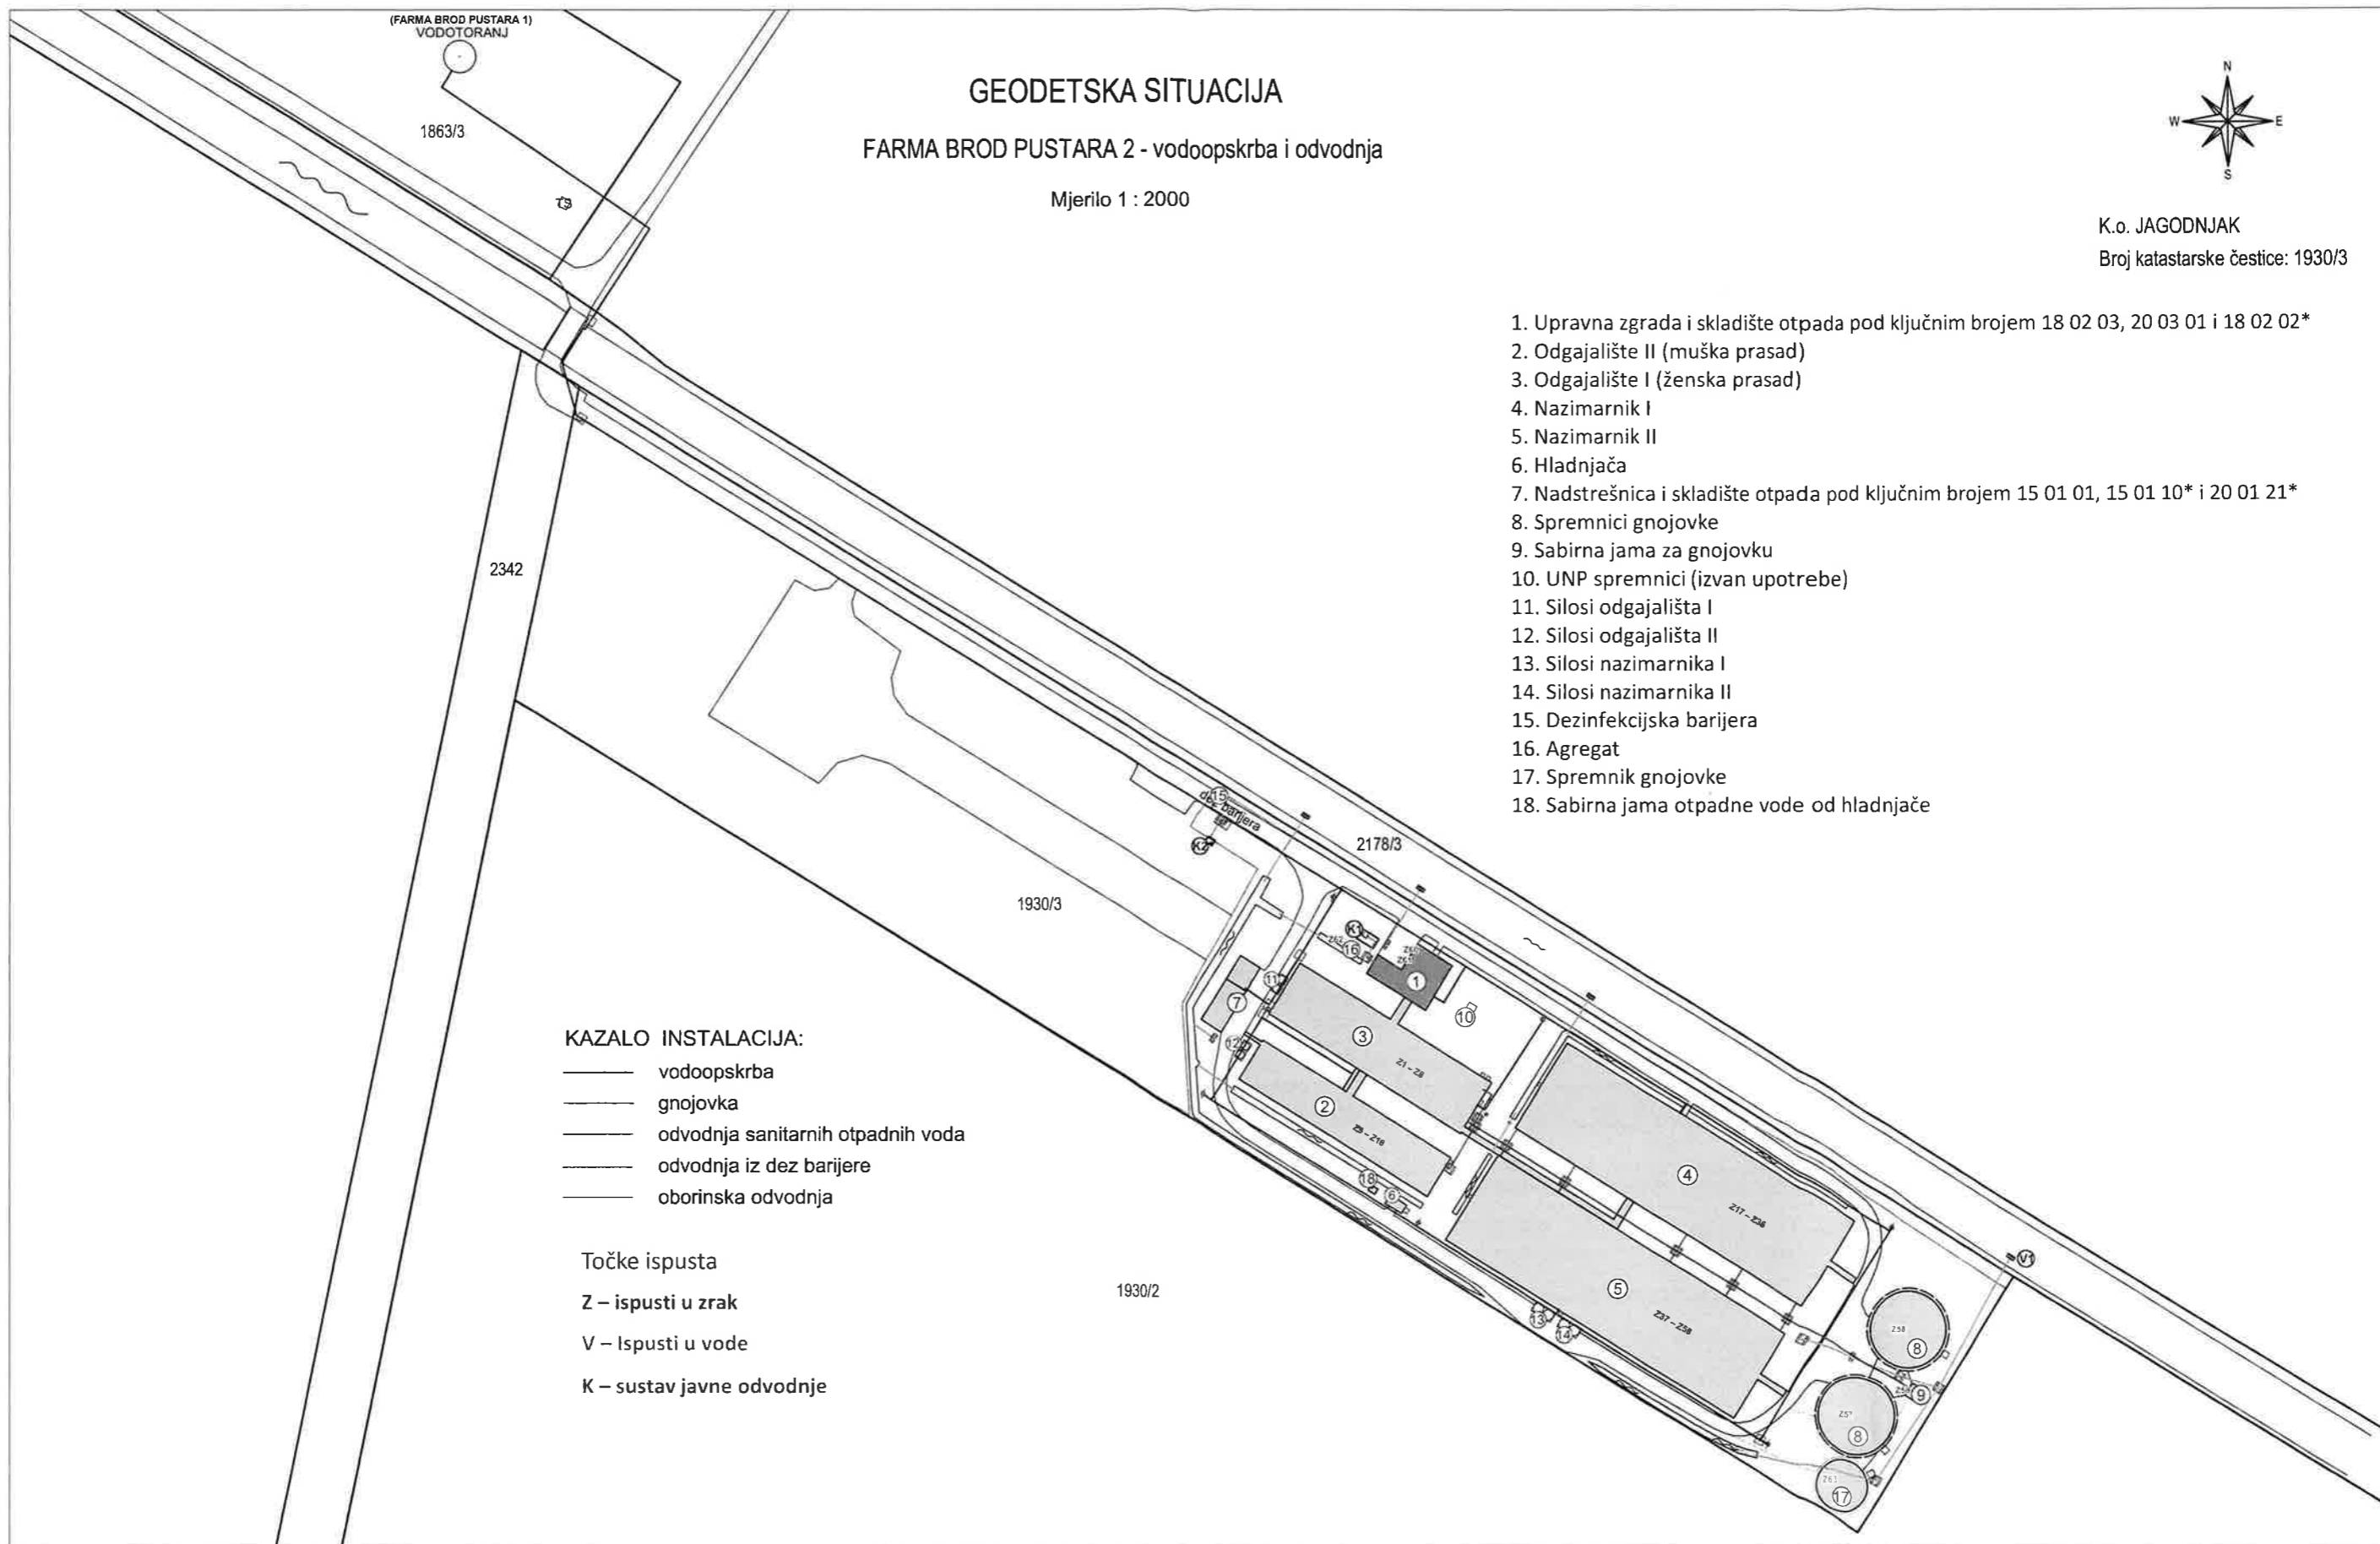 (FARMA BROD PUSTARA 1)
VODOTORANJ
1863/3
TS
GEODETSKA SITUACIJA
FARMA BROD PUSTARA 2 - vodoopskrba i odvodnja
Mjerilo 1 : 2000
N
W
E
S
K.o. JAGODNJAK
Broj katastarske čestice: 1930/3
1. Upravna zgrada i skladište otpada pod ključnim brojem 18 02 03, 20 03 01 i 18 02 02*
2. Odgajalište II (muška prasad)
3. Odgajalište I (ženska prasad)
4. Nazimarnik I
5. Nazimarnik II
6. Hladnjača
7. Nadstrešnica i skladište otpada pod ključnim brojem 15 01 01, 15 01 10* i 20 01 21*
8. Spremnici gnojovke
9. Sabirna jama za gnojovku
10. UNP spremnici (izvan upotrebe)
11. Silosi odgajališta I
12. Silosi odgajališta II
13. Silosi nazimarnika I
14. Silosi nazimarnika II
15. Dezinfekcijska barijera
16. Agregat
17. Spremnik gnojovke
18. Sabirna jama otpadne vode od hladnjače
2342
15
barijera
K2
2178/3
1930/3
K1
Z62
16
1
11
7
10
3
Z1 – Z8
12
2
Z9 – Z16
18
6
4
Z17 – Z36
5
Z37 – Z56
13
14
V1
Z58
8
9
Z57
8
17
1930/2
KAZALO INSTALACIJA:
vodoopskrba
gnojovka
odvodnja sanitarnih otpadnih voda
odvodnja iz dez barijere
oborinska odvodnja
Točke ispusta
Z – ispusti u zrak
V – Ispusti u vode
K – sustav javne odvodnje